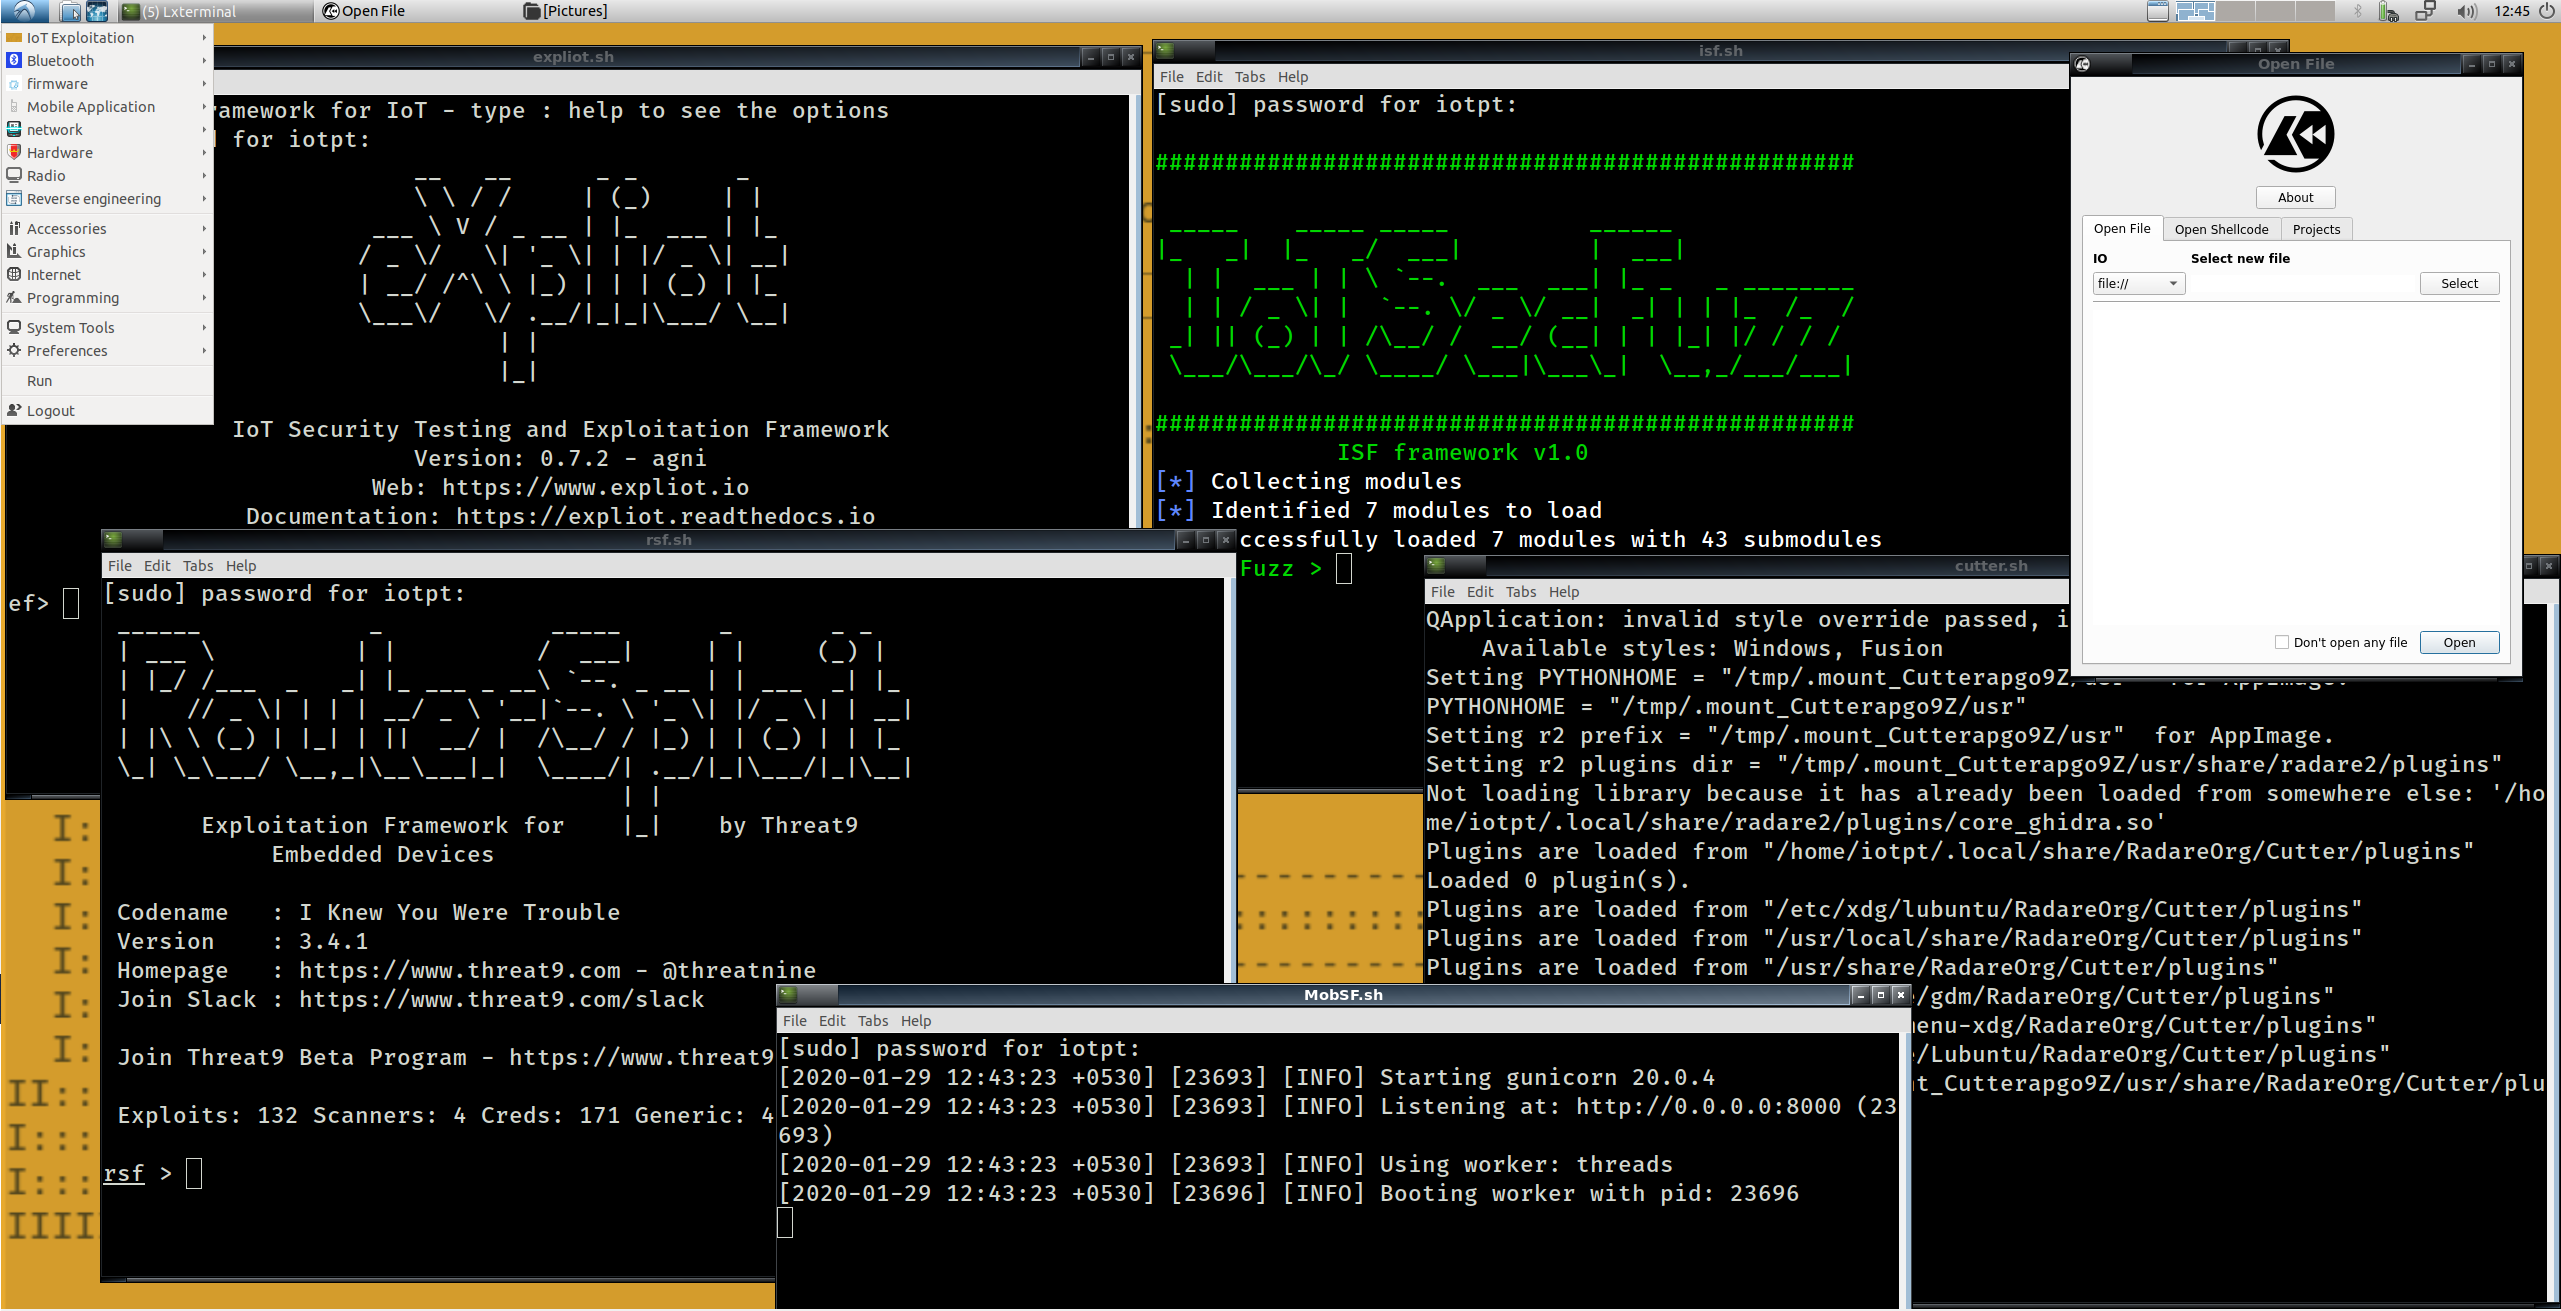 (5) Lxterminal
Open File
[Pictures]
12:45
IoT Exploitation
Bluetooth
firmware
Mobile Application
network
Hardware
Radio
Reverse engineering
Accessories
Graphics
Internet
Programming
System Tools
Preferences
Run
Logout
expliot.sh
amework for IoT - type : help to see the options
for iotpt:
eXpliot
IoT Security Testing and Exploitation Framework
Version: 0.7.2 - agni
Web: https://www.expliot.io
Documentation: https://expliot.readthedocs.io
ef>
isf.sh
File Edit Tabs Help
[sudo] password for iotpt:
##################################################
IoTSecFuzz
##################################################
ISF framework v1.0
[*] Collecting modules
[*] Identified 7 modules to load
ccessfully loaded 7 modules with 43 submodules
Fuzz >
Open File
About
Open File Open Shellcode Projects
IO Select new file
file:// Select
Don't open any file Open
rsf.sh
File Edit Tabs Help
[sudo] password for iotpt:
RouterSploit
Exploitation Framework for by Threat9
Embedded Devices
Codename : I Knew You Were Trouble
Version : 3.4.1
Homepage : https://www.threat9.com - @threatnine
Join Slack : https://www.threat9.com/slack
Join Threat9 Beta Program - https://www.threat9
Exploits: 132 Scanners: 4 Creds: 171 Generic: 4
rsf >
cutter.sh
File Edit Tabs Help
QApplication: invalid style override passed, i
Available styles: Windows, Fusion
Setting PYTHONHOME = "/tmp/.mount_Cutterapgo9Z/usr" for AppImage.
PYTHONHOME = "/tmp/.mount_Cutterapgo9Z/usr"
Setting r2 prefix = "/tmp/.mount_Cutterapgo9Z/usr" for AppImage.
Setting r2 plugins dir = "/tmp/.mount_Cutterapgo9Z/usr/share/radare2/plugins"
Not loading library because it has already been loaded from somewhere else: '/ho
me/iotpt/.local/share/radare2/plugins/core_ghidra.so'
Plugins are loaded from "/home/iotpt/.local/share/RadareOrg/Cutter/plugins"
Loaded 0 plugin(s).
Plugins are loaded from "/etc/xdg/lubuntu/RadareOrg/Cutter/plugins"
Plugins are loaded from "/usr/local/share/RadareOrg/Cutter/plugins"
Plugins are loaded from "/usr/share/RadareOrg/Cutter/plugins"
/gdm/RadareOrg/Cutter/plugins"
menu-xdg/RadareOrg/Cutter/plugins"
/Lubuntu/RadareOrg/Cutter/plugins"
nt_Cutterapgo9Z/usr/share/RadareOrg/Cutter/plu
MobSF.sh
File Edit Tabs Help
[sudo] password for iotpt:
[2020-01-29 12:43:23 +0530] [23693] [INFO] Starting gunicorn 20.0.4
[2020-01-29 12:43:23 +0530] [23693] [INFO] Listening at: http://0.0.0.0:8000 (23
693)
[2020-01-29 12:43:23 +0530] [23693] [INFO] Using worker: threads
[2020-01-29 12:43:23 +0530] [23696] [INFO] Booting worker with pid: 23696
I:
I:
I:
I:
I:
I:
II::
I:::
I:::
IIII